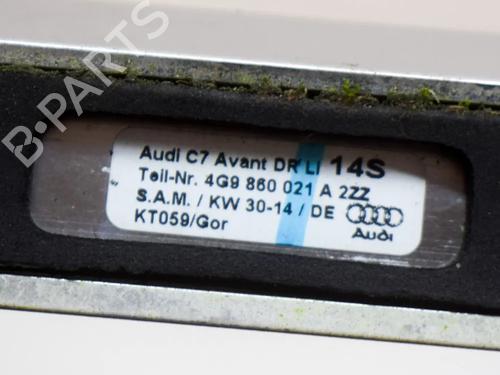 B-PARTS
Audi C7 Avant DR LI 14S
Teil-Nr. 4G9 860 021 A 2ZZ
S.A.M. / KW 30-14 / DE
KT059/Gor
Audi